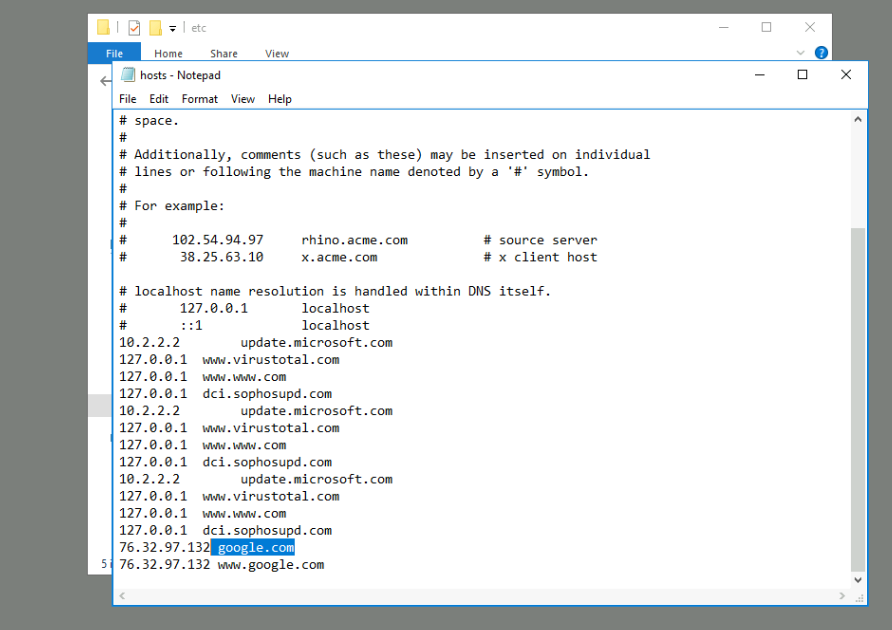 etc
File Home Share View
hosts - Notepad
File Edit Format View Help
# space.
#
# Additionally, comments (such as these) may be inserted on individual
# lines or following the machine name denoted by a '#' symbol.
#
# For example:
#
#      102.54.94.97     rhino.acme.com          # source server
#       38.25.63.10     x.acme.com              # x client host
# localhost name resolution is handled within DNS itself.
#       127.0.0.1       localhost
#       ::1             localhost
10.2.2.2        update.microsoft.com
127.0.0.1  www.virustotal.com
127.0.0.1  www.www.com
127.0.0.1  dci.sophosupd.com
10.2.2.2        update.microsoft.com
127.0.0.1  www.virustotal.com
127.0.0.1  www.www.com
127.0.0.1  dci.sophosupd.com
10.2.2.2        update.microsoft.com
127.0.0.1  www.virustotal.com
127.0.0.1  www.www.com
127.0.0.1  dci.sophosupd.com
76.32.97.132 google.com
76.32.97.132 www.google.com
5